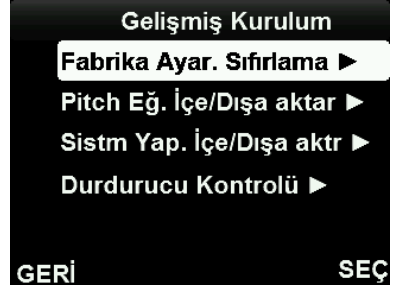 Gelişmiş Kurulum
Fabrika Ayar. Sıfırlama ►
Pitch Eğ. İçe/Dışa aktar ►
Sistm Yap. İçe/Dışa aktr ►
Durdurucu Kontrolü ►
GERİ SEÇ